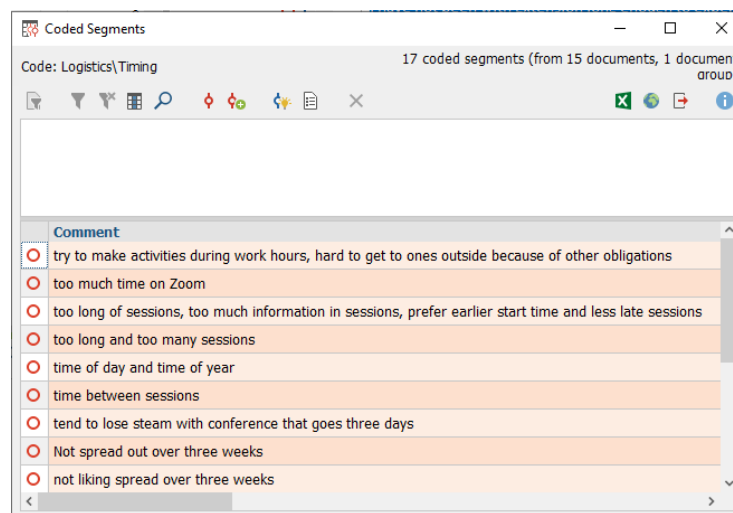 Coded Segments
Code: Logistics\Timing
17 coded segments (from 15 documents, 1 documen
group
Comment
try to make activities during work hours, hard to get to ones outside because of other obligations
too much time on Zoom
too long of sessions, too much information in sessions, prefer earlier start time and less late sessions
too long and too many sessions
time of day and time of year
time between sessions
tend to lose steam with conference that goes three days
Not spread out over three weeks
not liking spread over three weeks